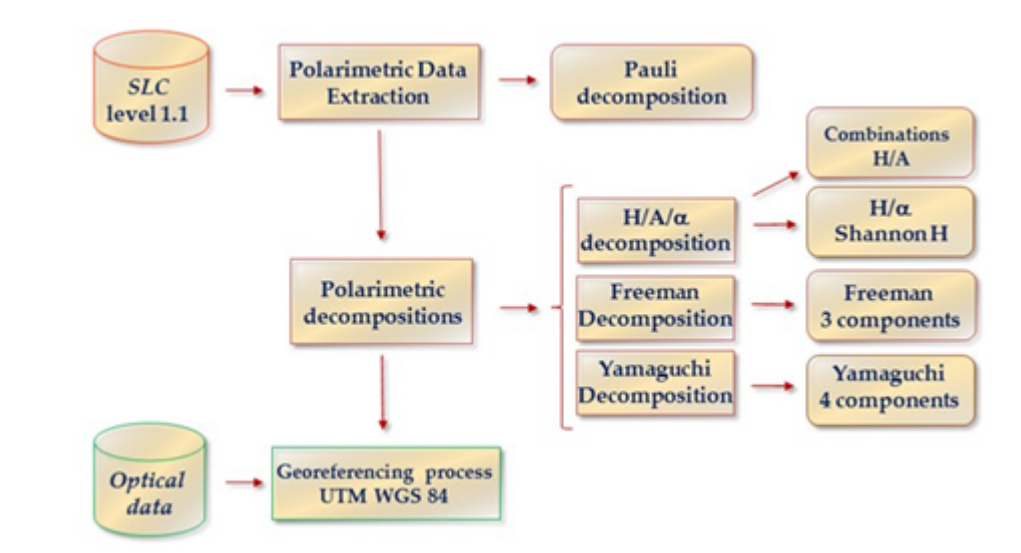 SLC
level 1.1
Polarimetric Data
Extraction
Pauli
decomposition
Combinations
H/A
H/α
decomposition
H/A/α
Shannon H
Polarimetric
decompositions
Freeman
Decomposition
Freeman
3 components
Yamaguchi
Decomposition
Yamaguchi
4 components
Optical
data
Georeferencing process
UTM WGS 84